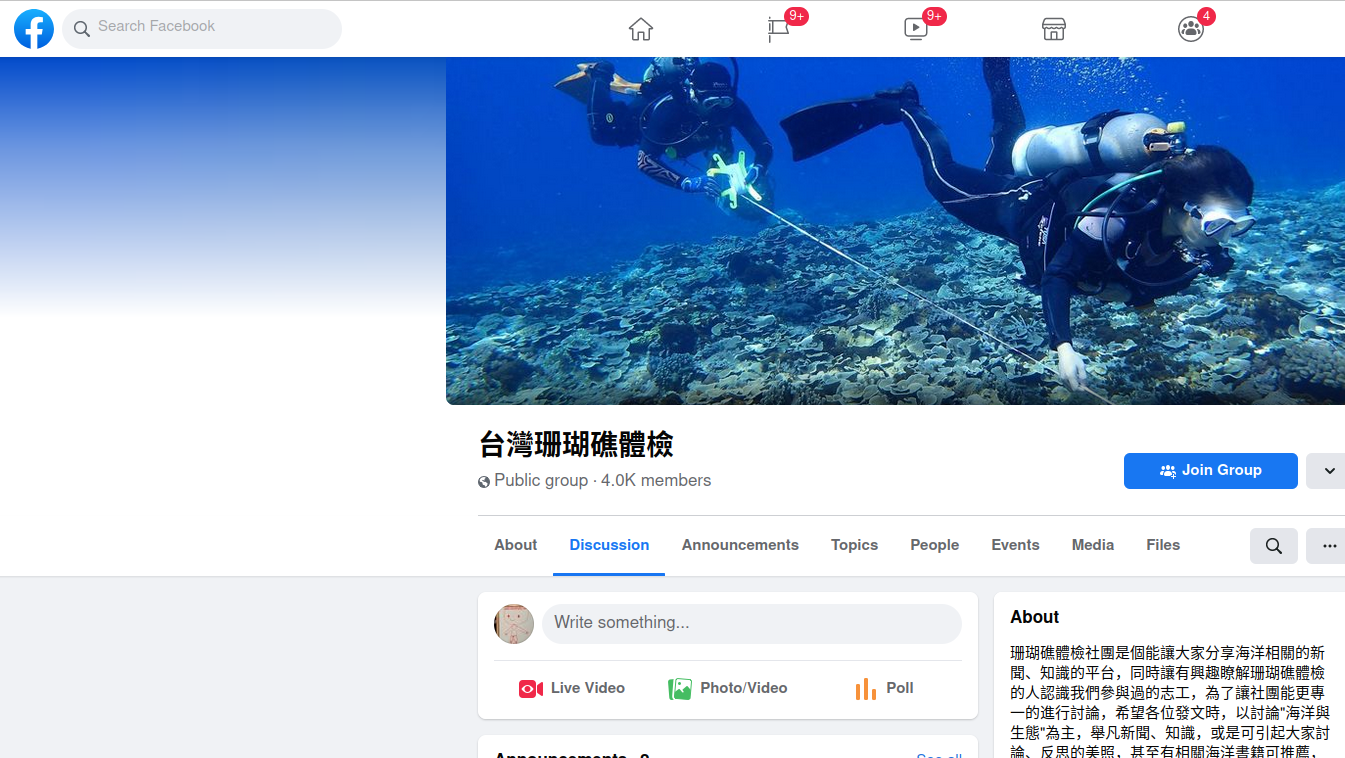 Search Facebook
9+
9+
4
台灣珊瑚礁體檢
Public group · 4.0K members
Join Group
About
Discussion
Announcements
Topics
People
Events
Media
Files
Write something...
Live Video
Photo/Video
Poll
About
珊瑚礁體檢社團是個能讓大家分享海洋相關的新
聞、知識的平台，同時讓有興趣瞭解珊瑚礁體檢
的人認識我們參與過的志工，為了讓社團能更專
一的進行討論，希望各位發文時，以討論"海洋與
生態"為主，舉凡新聞、知識，或是可引起大家討
論、反思的美照，甚至有相關海洋書籍可推薦，
Announcements
See all